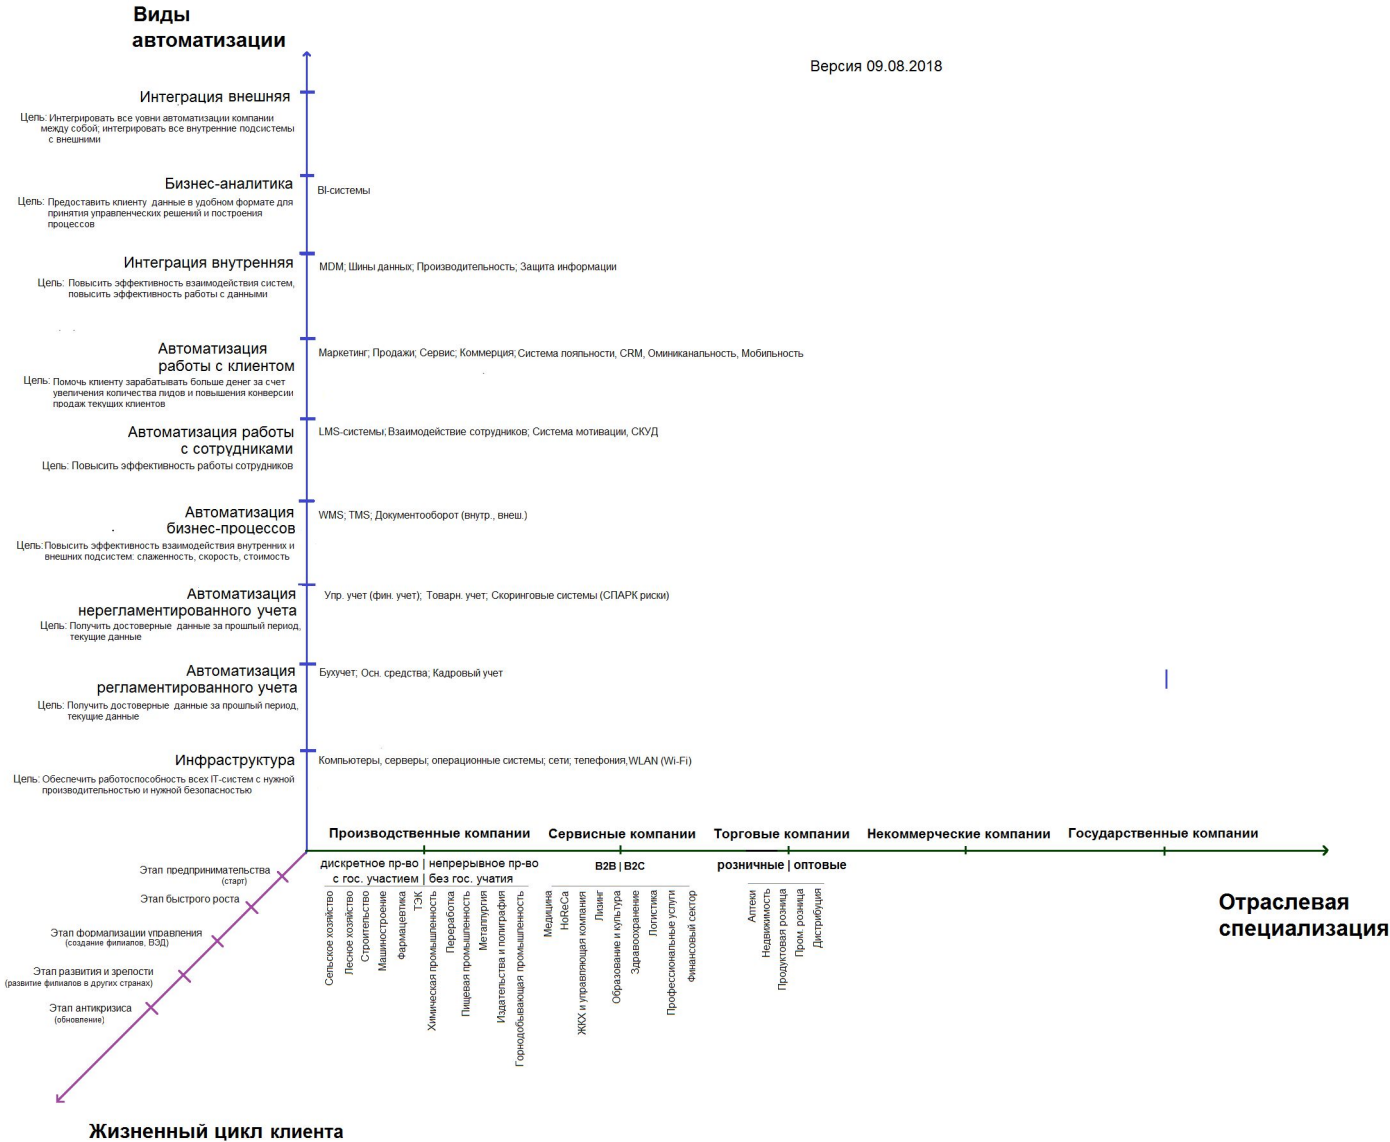 Виды
автоматизации
Версия 09.08.2018
Интеграция внешняя
Цель: Интегрировать все уовни автоматизации компании
между собой; интегрировать все внутренние подсистемы
с внешними
Бизнес-аналитика
BI-системы
Цель: Предоставить клиенту данные в удобном формате для
принятия управленческих решений и построения
процессов
Интеграция внутренняя
MDM; Шины данных; Производительность; Защита информации
Цель: Повысить эффективность взаимодействия систем,
повысить эффективность работы с данными
Автоматизация
работы с клиентом
Маркетинг; Продажи; Сервис; Коммерция; Система лояльности, CRM, Оминиканальность, Мобильность
Цель: Помочь клиенту зарабатывать больше денег за счет
увеличения количества лидов и повышения конверсии
продаж текущих клиентов
Автоматизация работы
с сотрудниками
LMS-системы; Взаимодействие сотрудников; Система мотивации, СКУД
Цель: Повысить эффективность работы сотрудников
Автоматизация
бизнес-процессов
WMS; TMS; Документооборот (внутр., внеш.)
Цель: Повысить эффективность взаимодействия внутренних и
внешних подсистем: слаженность, скорость, стоимость
Автоматизация
нерегламентированного учета
Упр. учет (фин. учет); Товарн. учет; Скоринговые системы (СПАРК риски)
Цель: Получить достоверные данные за прошлый период,
текущие данные
Автоматизация
регламентированного учета
Бухучет; Осн. средства; Кадровый учет
Цель: Получить достоверные данные за прошлый период,
текущие данные
Инфраструктура
Компьютеры, серверы; операционные системы; сети; телефония, WLAN (Wi-Fi)
Цель: Обеспечить работоспособность всех IT-систем с нужной
производительностью и нужной безопасностью
Производственные компании
Сервисные компании
Торговые компании
Некоммерческие компании
Государственные компании
дискретное пр-во | непрерывное пр-во
с гос. участием | без гос. учатия
B2B | B2C
розничные | оптовые
Сельское хозяйство
Лесное хозяйство
Строительство
Машиностроение
Фармацевтика
ТЭК
Химическая промышленность
Переработка
Пищевая промышленность
Металлургия
Издательства и полиграфия
Горнодобывающая промышленность
Медицина
HoReCa
ЖКХ и управляющая компания
Лизинг
Образование и культура
Здравоохранение
Логистика
Профессиональные услуги
Финансовый сектор
Аптеки
Недвижимость
Продуктовая розница
Пром. розница
Дистрибуция
Отраслевая
специализация
Этап предпринимательства
(старт)
Этап быстрого роста
Этап формализации управления
(создание филиалов, ВЭД)
Этап развития и зрелости
(развитие филиалов в других странах)
Этап антикризиса
(обновление)
Жизненный цикл клиента